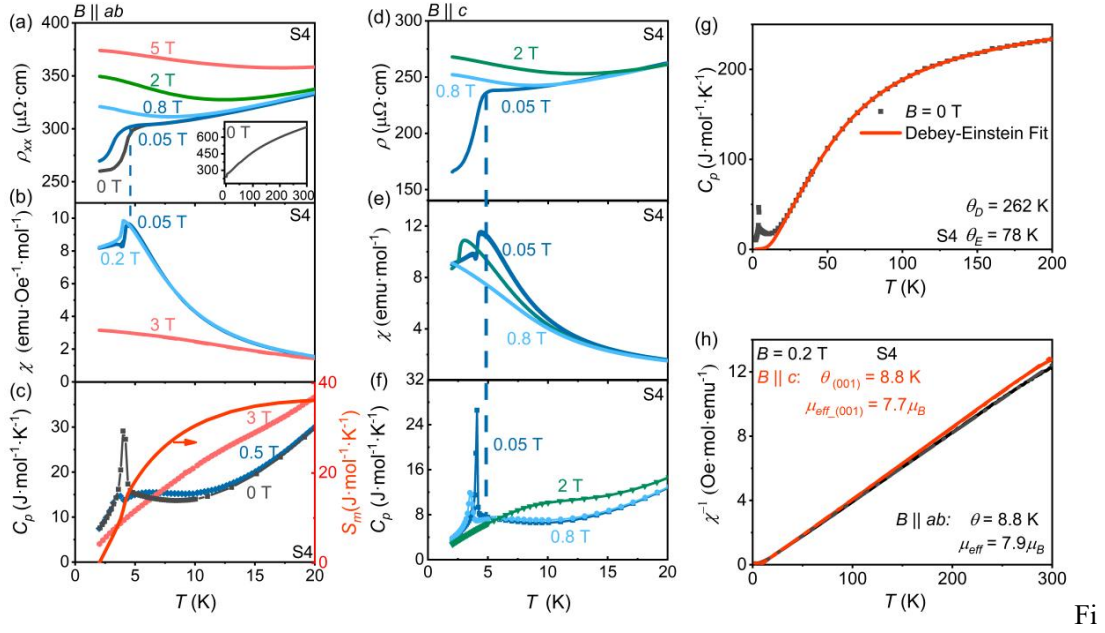 B || ab
(a)
S4
5 T
2 T
0.8 T
0.05 T
0 T
ρxx (μΩ·cm)
400
350
300
250
0 T
600
450
300
0 100 200 300
(b)
S4
0.05 T
0.2 T
3 T
χ (emu·Oe⁻¹·mol⁻¹)
10
8
6
4
2
0
(c)
3 T
0.5 T
0 T
S4
Cp (J·mol⁻¹·K⁻¹)
30
25
20
15
10
5
0
40
20
0
Sm(J·mol⁻¹·K⁻¹)
0 5 10 15 20
T (K)
B || c
(d)
S4
2 T
0.8 T
0.05 T
ρ (μΩ·cm)
300
250
200
150
(e)
S4
0.05 T
2 T
0.8 T
χ (emu·mol⁻¹)
12
8
4
(f)
S4
0.05 T
2 T
0.8 T
Cp (J·mol⁻¹·K⁻¹)
32
24
16
8
0
0 5 10 15 20
T (K)
(g)
B = 0 T
Debey-Einstein Fit
θD = 262 K
S4 θE = 78 K
Cp (J·mol⁻¹·K⁻¹)
200
100
0
0 50 100 150 200
T (K)
(h)
B = 0.2 T S4
B || c: θ(001) = 8.8 K
μeff_(001) = 7.7μB
B || ab: θ = 8.8 K
μeff = 7.9μB
χ⁻¹ (Oe·mol·emu⁻¹)
12
8
4
0
0 100 200 300
T (K)
Fi